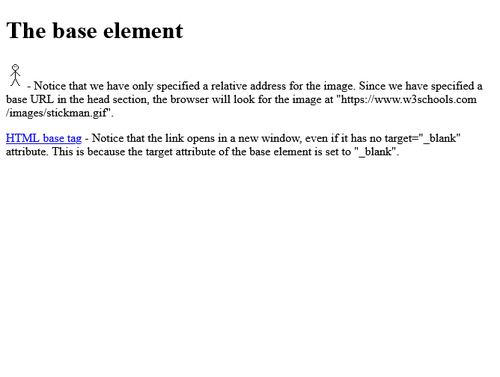 The base element
- Notice that we have only specified a relative address for the image. Since we have specified a
base URL in the head section, the browser will look for the image at "https://www.w3schools.com
/images/stickman.gif".
HTML base tag - Notice that the link opens in a new window, even if it has no target="_blank"
attribute. This is because the target attribute of the base element is set to "_blank".